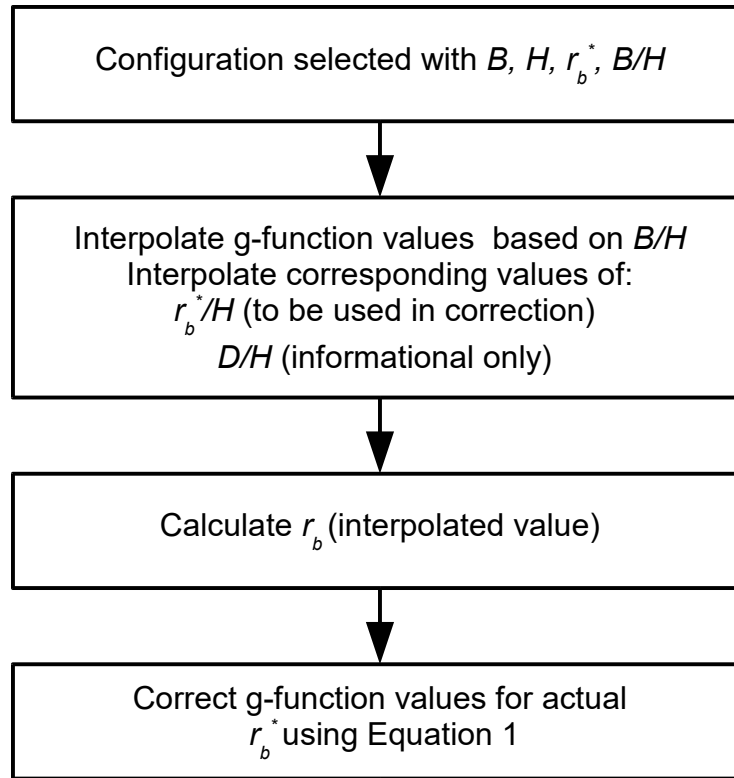 Configuration selected with B, H, r_b^*, B/H
Interpolate g-function values based on B/H
Interpolate corresponding values of:
r_b^*/H (to be used in correction)
D/H (informational only)
Calculate r_b (interpolated value)
Correct g-function values for actual
r_b^* using Equation 1